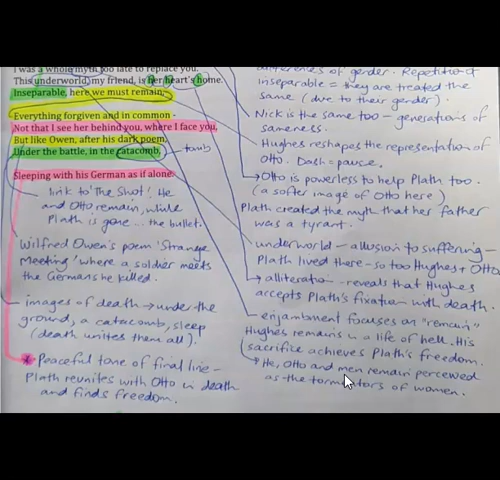 I was a whole myth too late to replace you.
This underworld, my friend, is her heart's home.
Inseparable, here we must remain,
Everything forgiven and in common -
Not that I see her behind you, where I face you,
But like Owen, after his dark poem,
Under the battle, in the catacomb,
Sleeping with his German as if alone.
tomb
link to 'The Shot'! He
and Otto remain, while
Plath is gone ... the bullet.
Wilfred Owen's poem 'Strange
Meeting' where a soldier meets
the Germans he killed.
images of death → under the
ground, a catacomb, sleep
(death unites them all).
* Peaceful tone of final line -
Plath reunites with Otto in death
and finds freedom.
differences of gender. Repetition of
inseparable = they are treated the
same (due to their gender).
Nick is the same too - generations of
sameness.
Hughes reshapes the representation of
Otto. Dash = pause.
→ Otto is powerless to help Plath too.
(a softer image of Otto here)
Plath created the myth that her father
was a tyrant.
underworld - allusion to suffering -
Plath lived there - so too Hughes + Otto
→ alliteration - reveals that Hughes
accepts Plath's fixation with death.
enjambment focuses on "remain"
Hughes remains in a life of hell. His
sacrifice achieves Plath's freedom.
→ He, Otto and men remain perceived
as the tormentors of women.